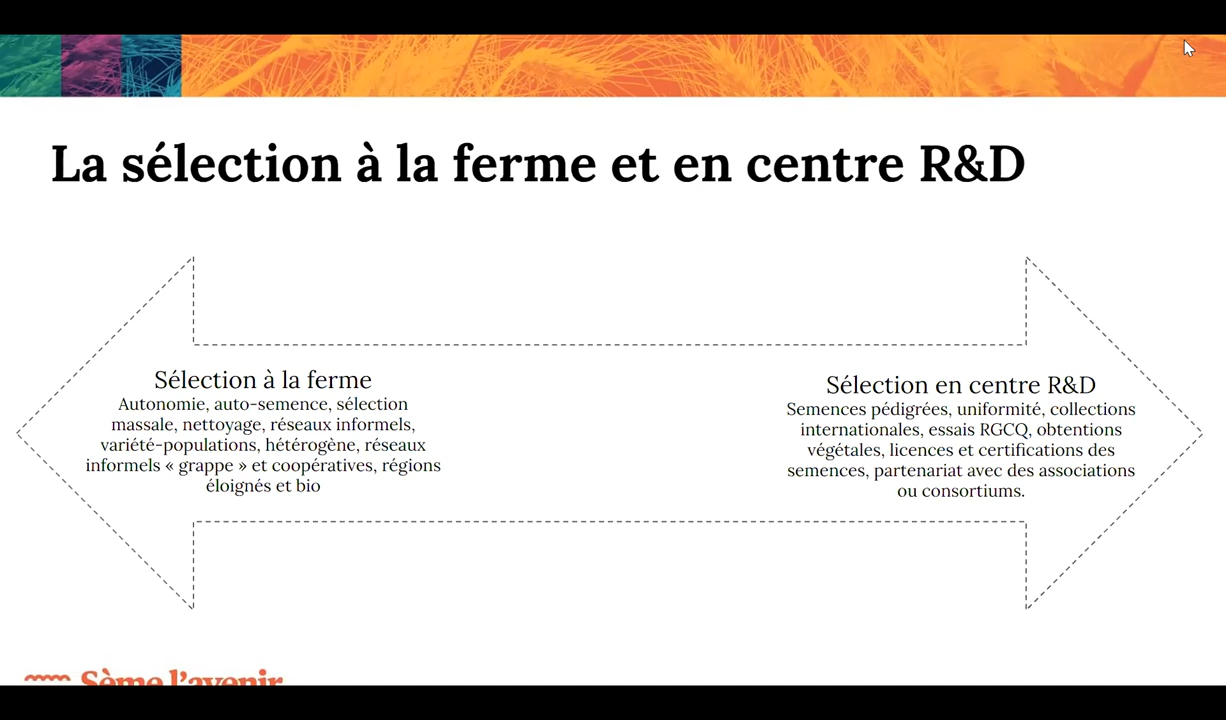 La sélection à la ferme et en centre R&D
Sélection à la ferme
Autonomie, auto-semence, sélection
massale, nettoyage, réseaux informels,
variété-populations, hétérogène, réseaux
informels « grappe » et coopératives, régions
éloignés et bio
Sélection en centre R&D
Semences pédigrées, uniformité, collections
internationales, essais RGCQ, obtentions
végétales, licences et certifications des
semences, partenariat avec des associations
ou consortiums.
Sème l'avenir